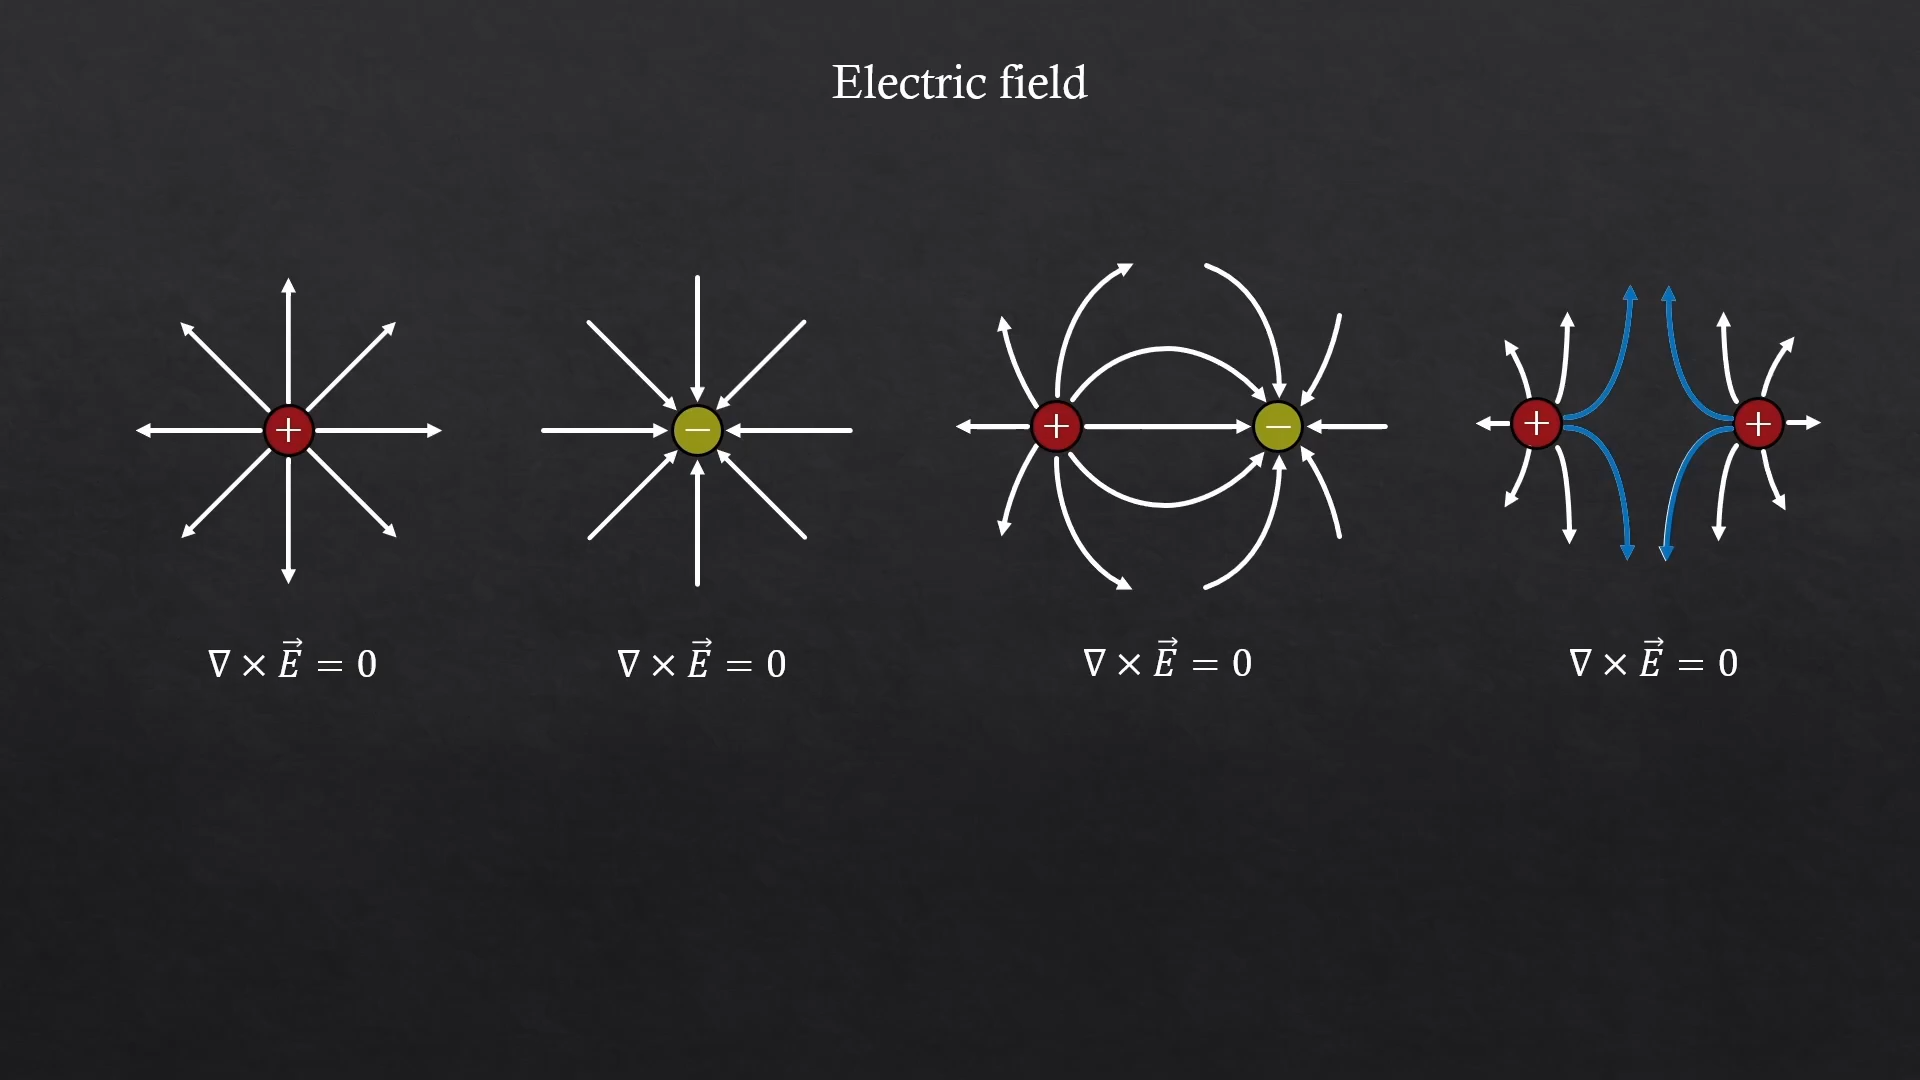 Electric field
+ − + − + +
∇ × E⃗ = 0 ∇ × E⃗ = 0 ∇ × E⃗ = 0 ∇ × E⃗ = 0